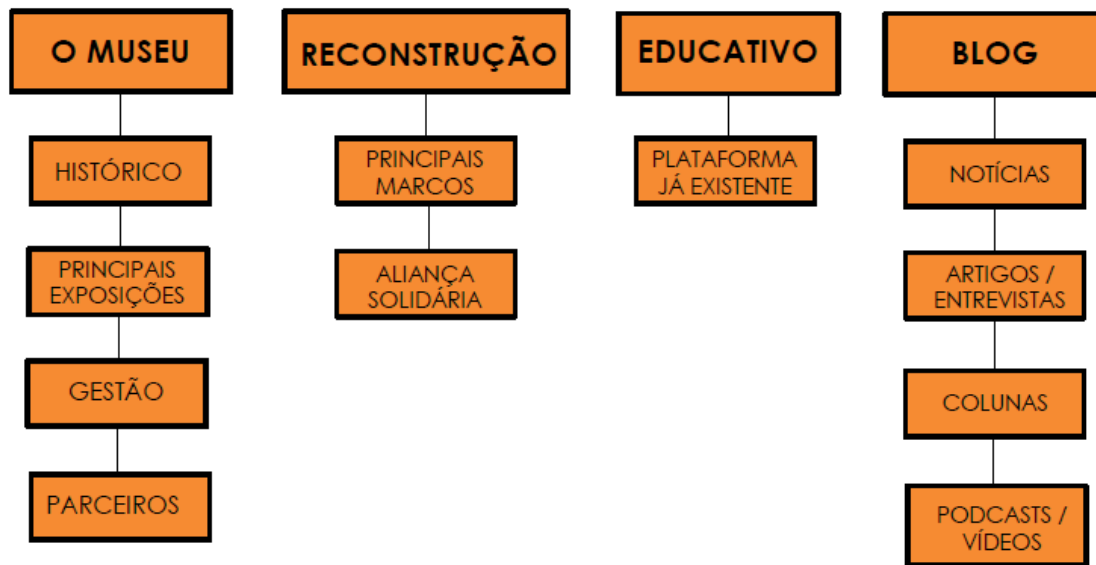 O MUSEU
HISTÓRICO
PRINCIPAIS
EXPOSIÇÕES
GESTÃO
PARCEIROS
RECONSTRUÇÃO
PRINCIPAIS
MARCOS
ALIANÇA
SOLIDÁRIA
EDUCATIVO
PLATAFORMA
JÁ EXISTENTE
BLOG
NOTÍCIAS
ARTIGOS /
ENTREVISTAS
COLUNAS
PODCASTS /
VÍDEOS